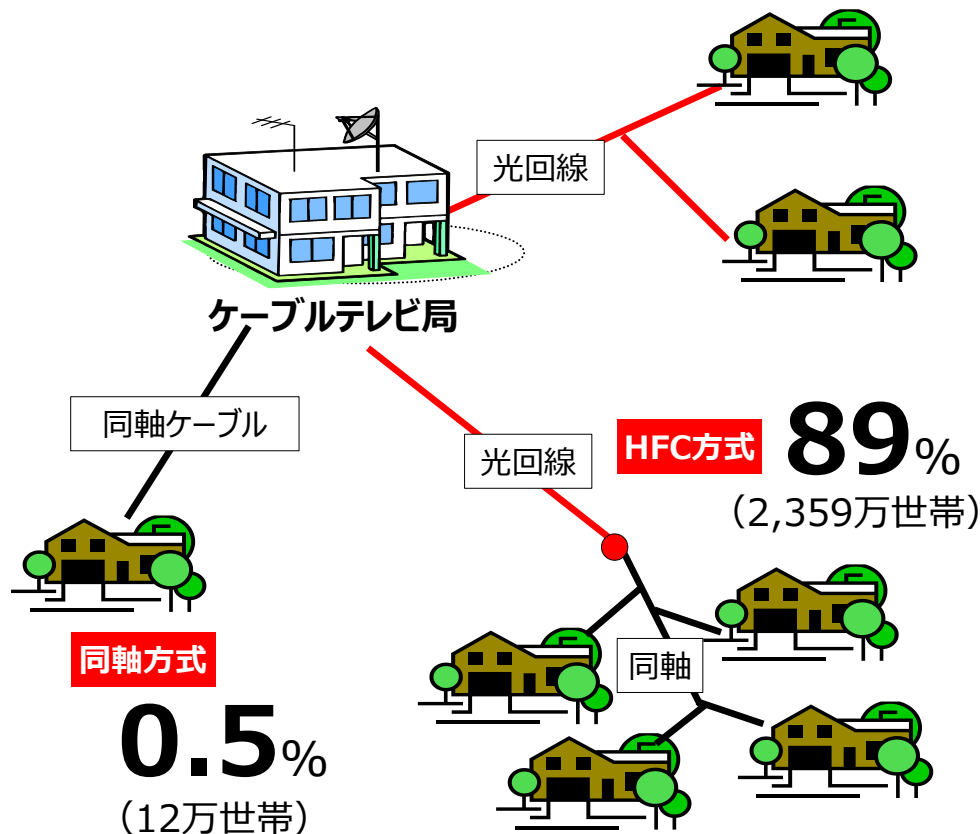 光回線
ケーブルテレビ局
同軸ケーブル
光回線
HFC方式
89%
（2,359万世帯）
同軸方式
0.5%
（12万世帯）
同軸